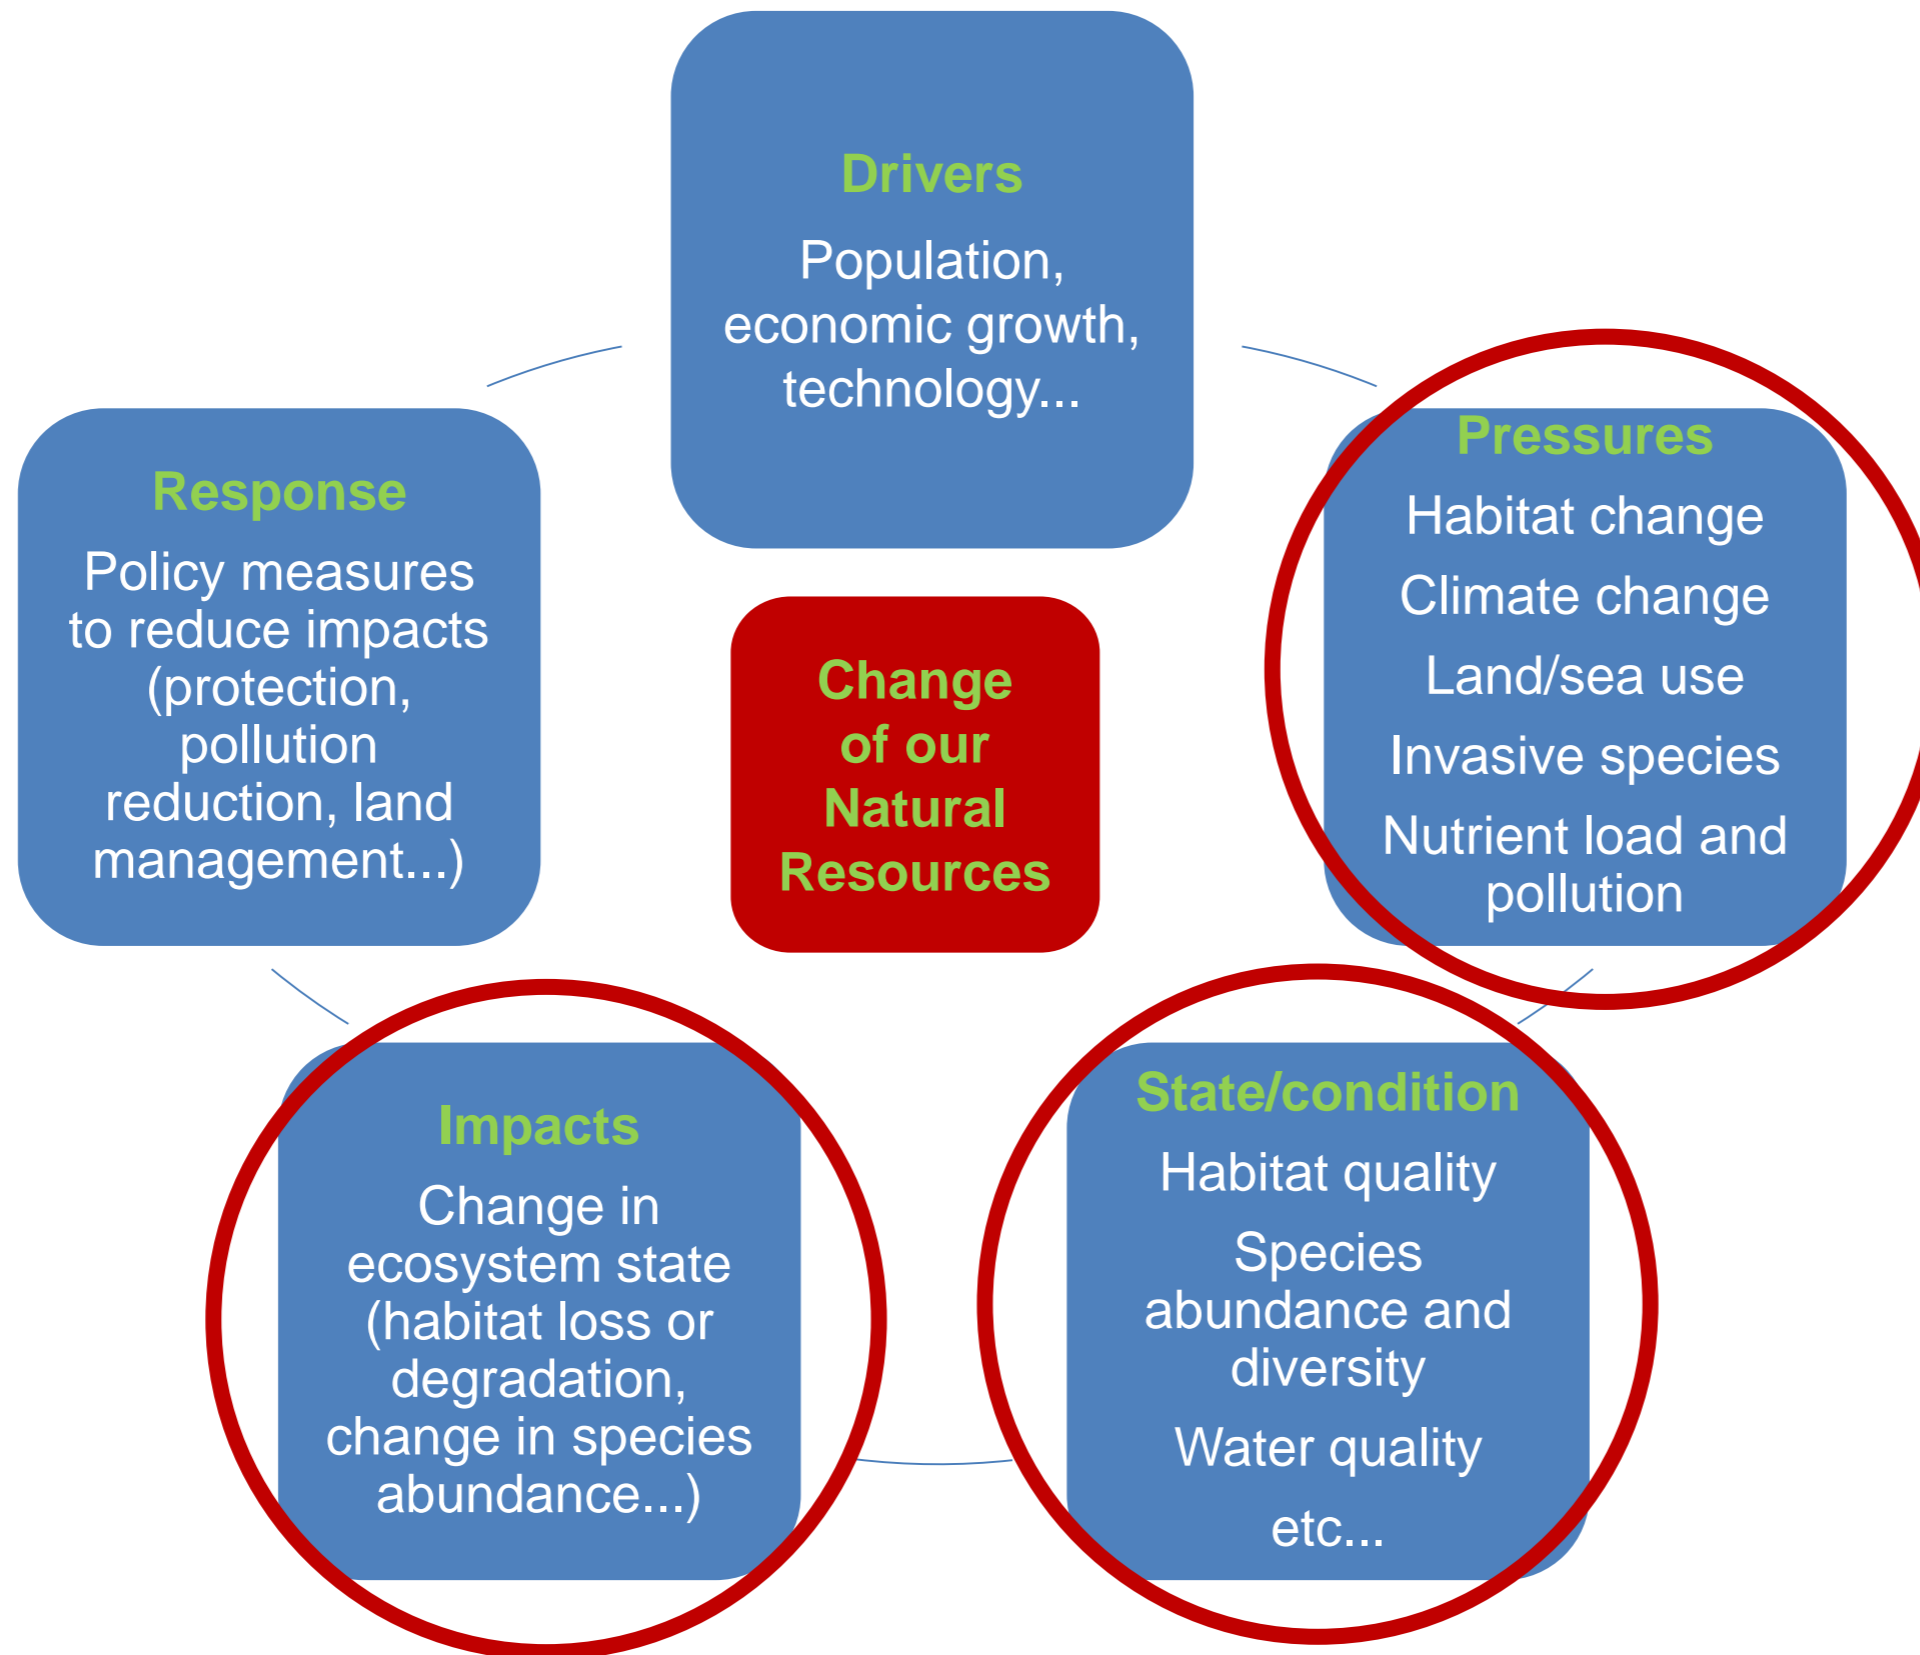 Drivers
Population,
economic growth,
technology...
Pressures
Habitat change
Climate change
Land/sea use
Invasive species
Nutrient load and
pollution
State/condition
Habitat quality
Species
abundance and
diversity
Water quality
etc...
Impacts
Change in
ecosystem state
(habitat loss or
degradation,
change in species
abundance...)
Response
Policy measures
to reduce impacts
(protection,
pollution
reduction, land
management...)
Change
of our
Natural
Resources